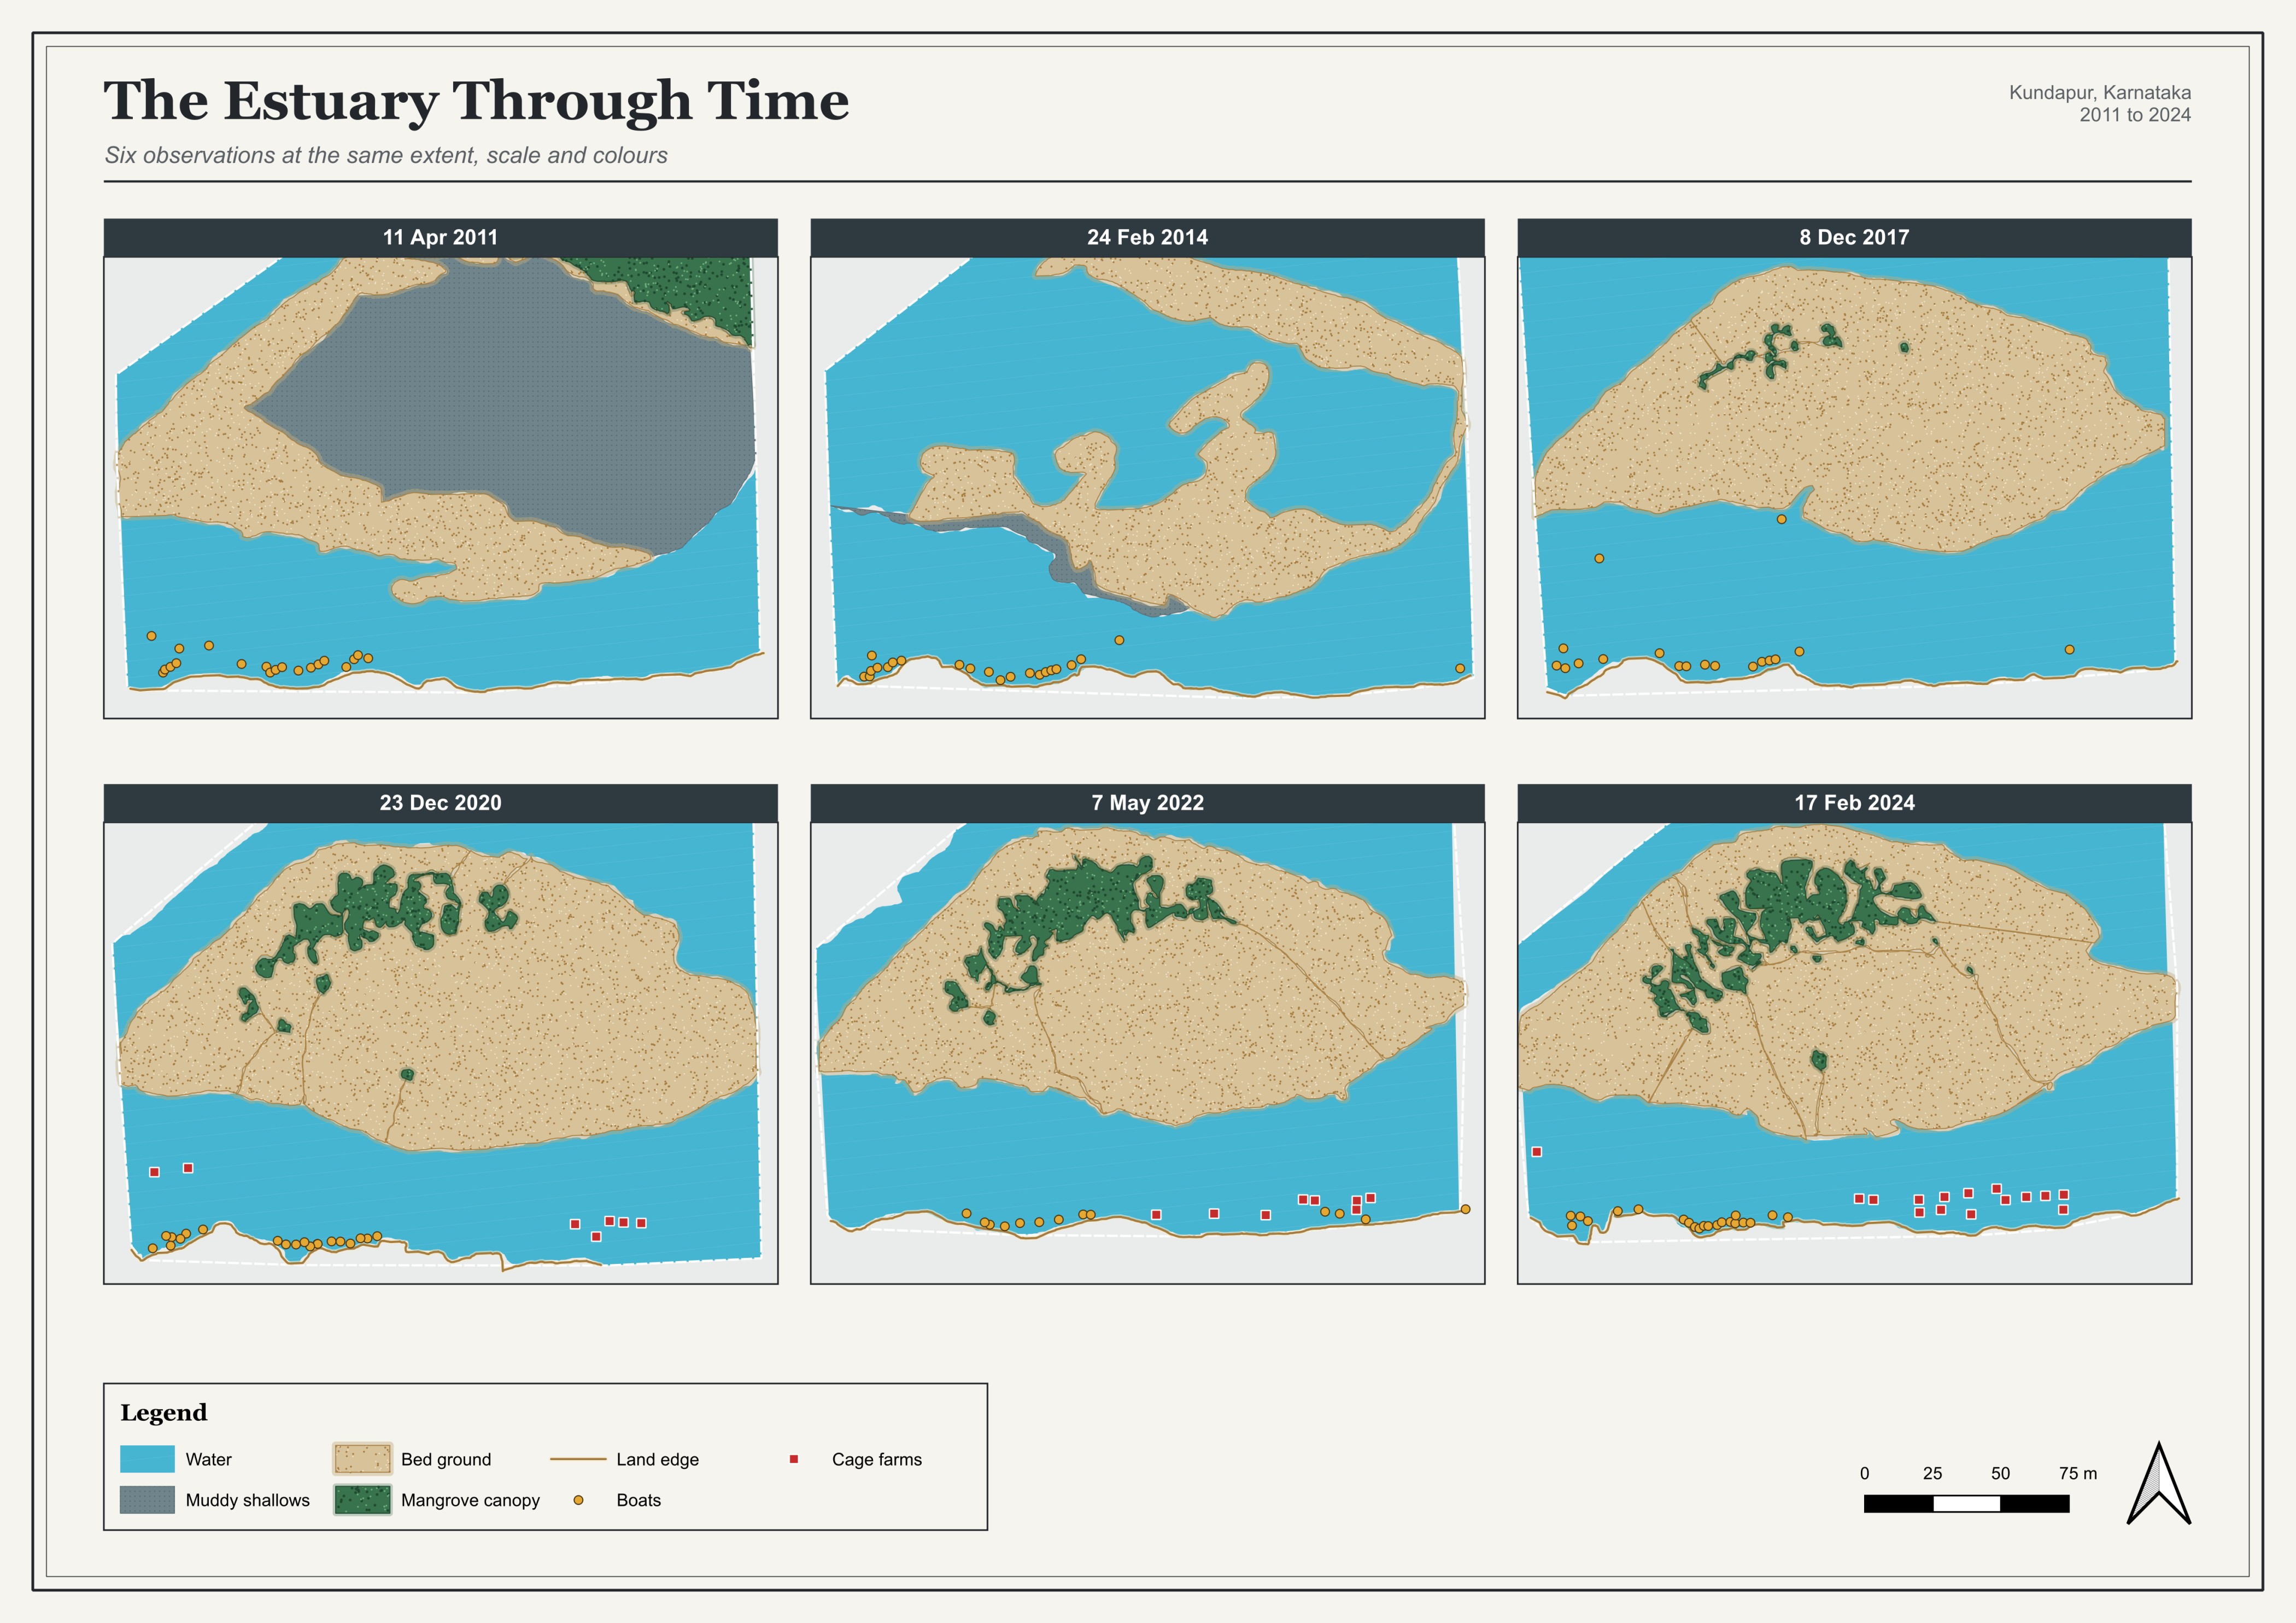 The Estuary Through Time
Kundapur, Karnataka
2011 to 2024
Six observations at the same extent, scale and colours
11 Apr 2011
24 Feb 2014
8 Dec 2017
23 Dec 2020
7 May 2022
17 Feb 2024
Legend
Water
Bed ground
Land edge
Cage farms
Muddy shallows
Mangrove canopy
Boats
0 25 50 75 m